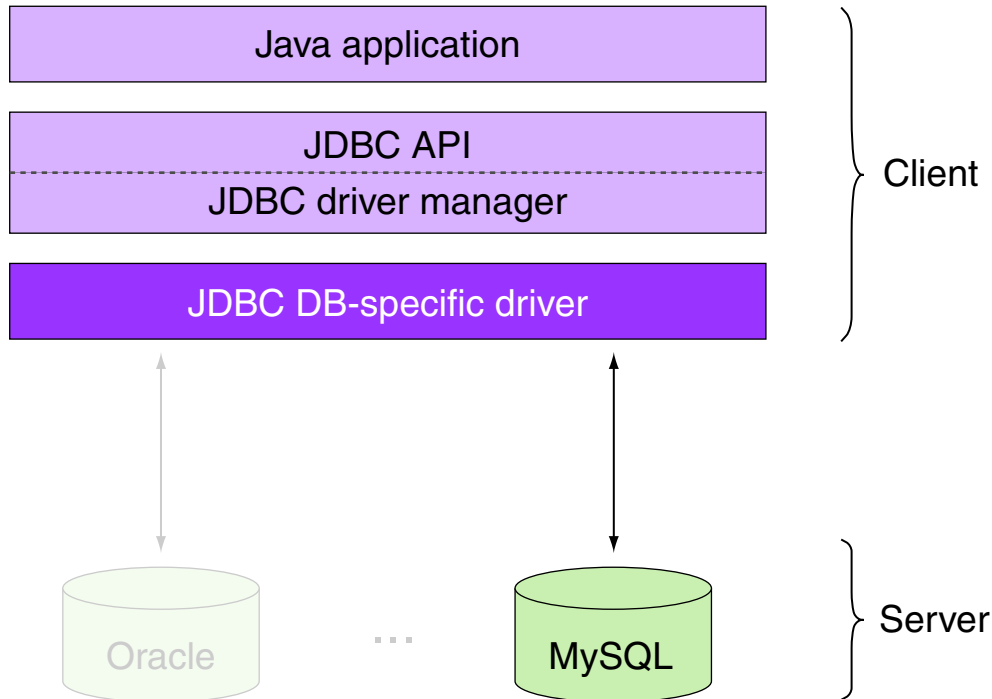 Java application
JDBC API
JDBC driver manager
Client
JDBC DB-specific driver
Oracle
...
MySQL
Server